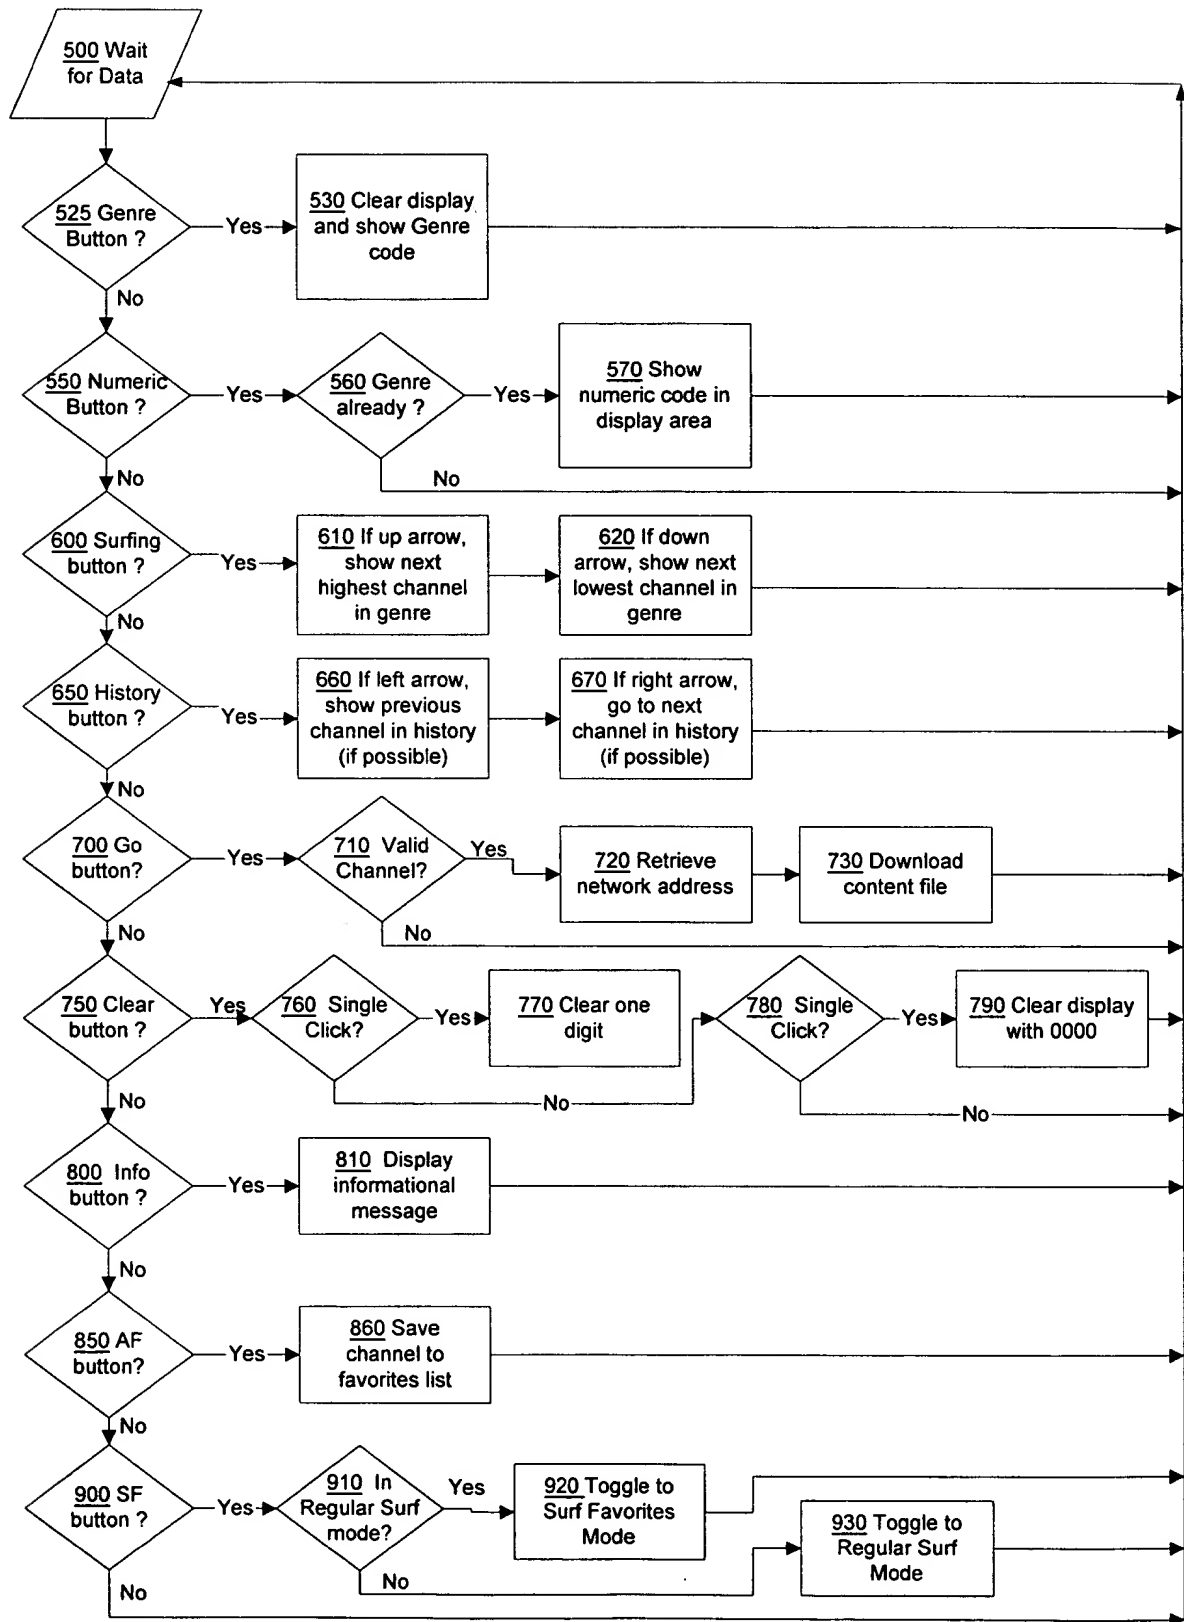 500 Wait
for Data
525 Genre
Button ?
Yes
530 Clear display
and show Genre
code
No
550 Numeric
Button ?
Yes
560 Genre
already ?
Yes
570 Show
numeric code in
display area
No
No
600 Surfing
button ?
Yes
610 If up arrow,
show next
highest channel
in genre
620 If down
arrow, show next
lowest channel in
genre
No
650 History
button ?
Yes
660 If left arrow,
show previous
channel in history
(if possible)
670 If right arrow,
go to next
channel in history
(if possible)
No
700 Go
button?
Yes
710 Valid
Channel?
Yes
720 Retrieve
network address
730 Download
content file
No
No
750 Clear
button ?
Yes
760 Single
Click?
Yes
770 Clear one
digit
780 Single
Click?
Yes
790 Clear display
with 0000
No
No
No
800 Info
button ?
Yes
810 Display
informational
message
No
850 AF
button?
Yes
860 Save
channel to
favorites list
No
900 SF
button ?
Yes
910 In
Regular Surf
mode?
Yes
920 Toggle to
Surf Favorites
Mode
930 Toggle to
Regular Surf
Mode
No
No